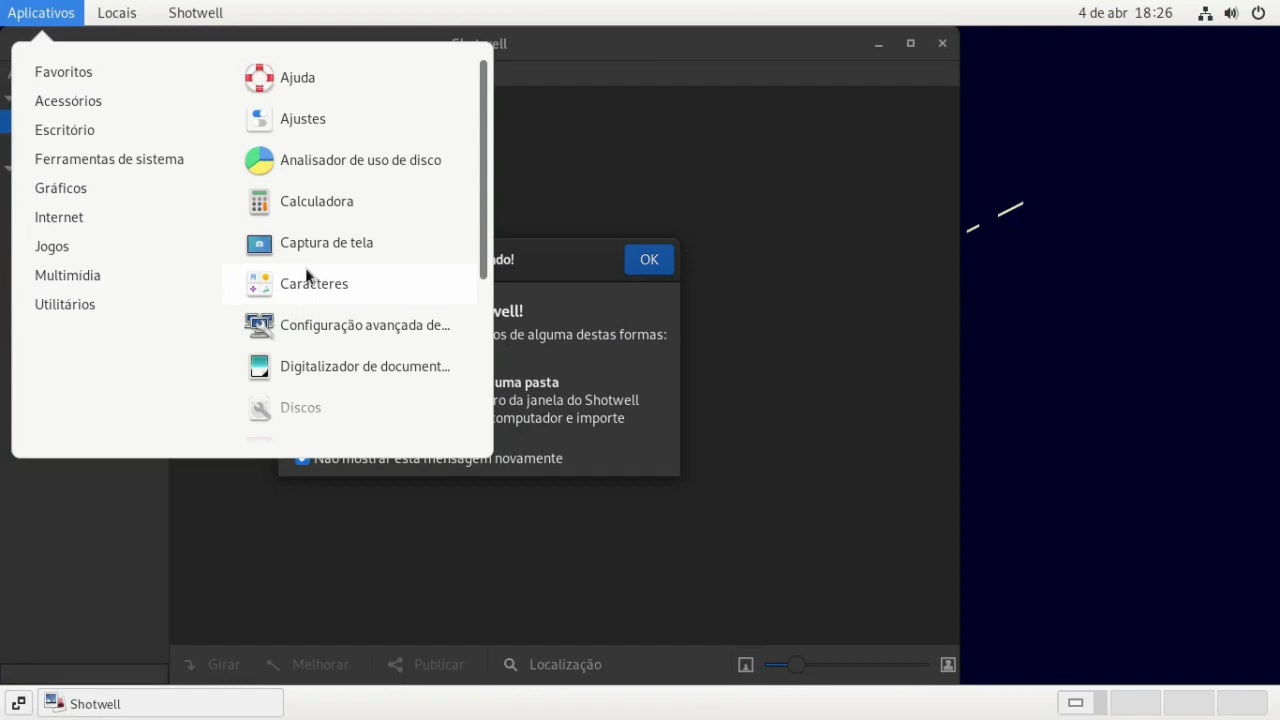 Aplicativos
Locais
Shotwell
4 de abr 18:26
Favoritos
Acessórios
Escritório
Ferramentas de sistema
Gráficos
Internet
Jogos
Multimídia
Utilitários
Ajuda
Ajustes
Analisador de uso de disco
Calculadora
Captura de tela
Caracteres
Configuração avançada de...
Digitalizador de document...
Discos
OK
os de alguma destas formas:
uma pasta
ro da janela do Shotwell
computador e importe
Não mostrar esta mensagem novamente
Girar
Melhorar
Publicar
Localização
Shotwell